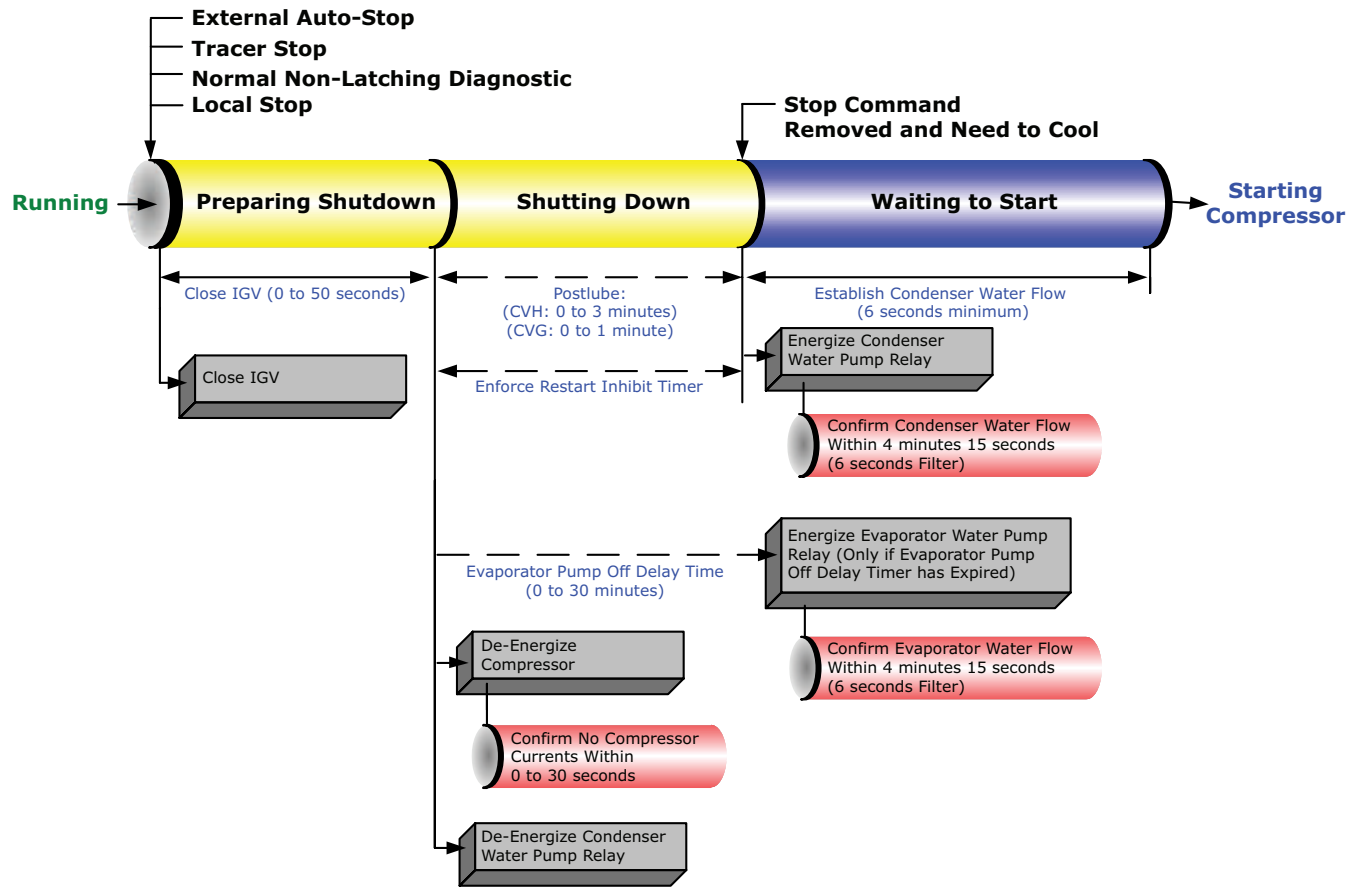 External Auto-Stop
Tracer Stop
Normal Non-Latching Diagnostic
Local Stop
Stop Command
Removed and Need to Cool
Running
Preparing Shutdown
Shutting Down
Waiting to Start
Starting
Compressor
Close IGV (0 to 50 seconds)
Postlube:
(CVH: 0 to 3 minutes)
(CVG: 0 to 1 minute)
Establish Condenser Water Flow
(6 seconds minimum)
Close IGV
Enforce Restart Inhibit Timer
Energize Condenser
Water Pump Relay
Confirm Condenser Water Flow
Within 4 minutes 15 seconds
(6 seconds Filter)
Evaporator Pump Off Delay Time
(0 to 30 minutes)
Energize Evaporator Water Pump
Relay (Only if Evaporator Pump
Off Delay Timer has Expired)
Confirm Evaporator Water Flow
Within 4 minutes 15 seconds
(6 seconds Filter)
De-Energize
Compressor
Confirm No Compressor
Currents Within
0 to 30 seconds
De-Energize Condenser
Water Pump Relay